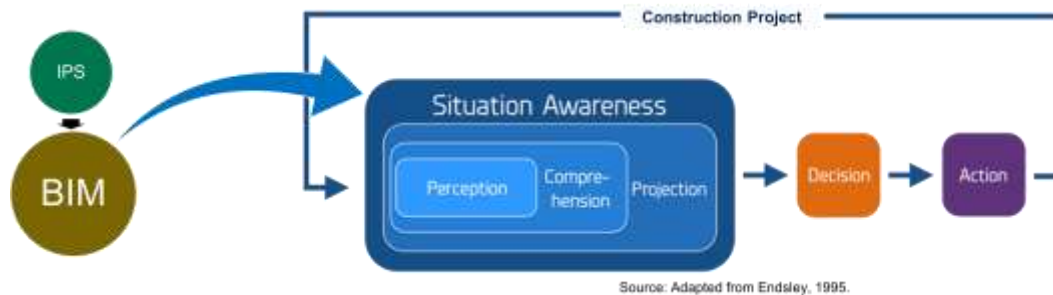 Construction Project
IPS
BIM
Situation Awareness
Perception
Compre-
hension
Projection
Decision
Action
Source: Adapted from Endsley, 1995.